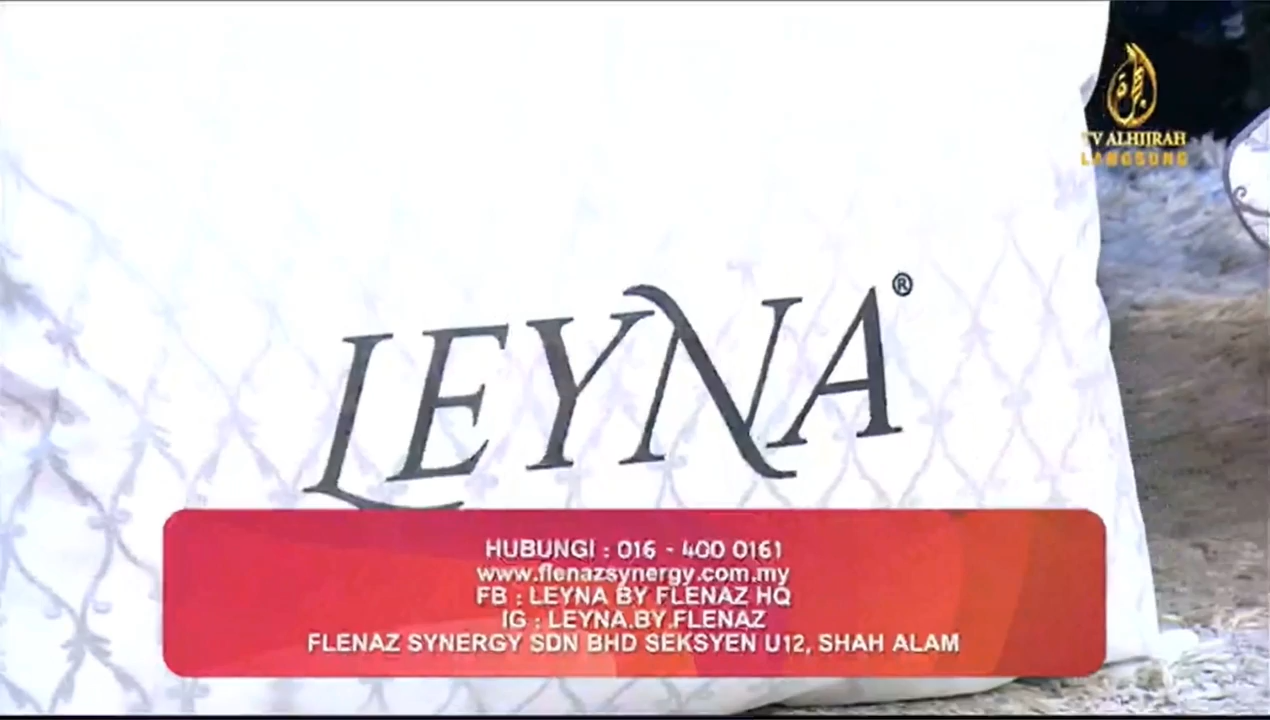 TV ALHIJRAH
LANGSUNG
LEYNA®
HUBUNGI : 016 - 400 0161
www.flenazsynergy.com.my
FB : LEYNA BY FLENAZ HQ
IG : LEYNA.BY.FLENAZ
FLENAZ SYNERGY SDN BHD SEKSYEN U12, SHAH ALAM